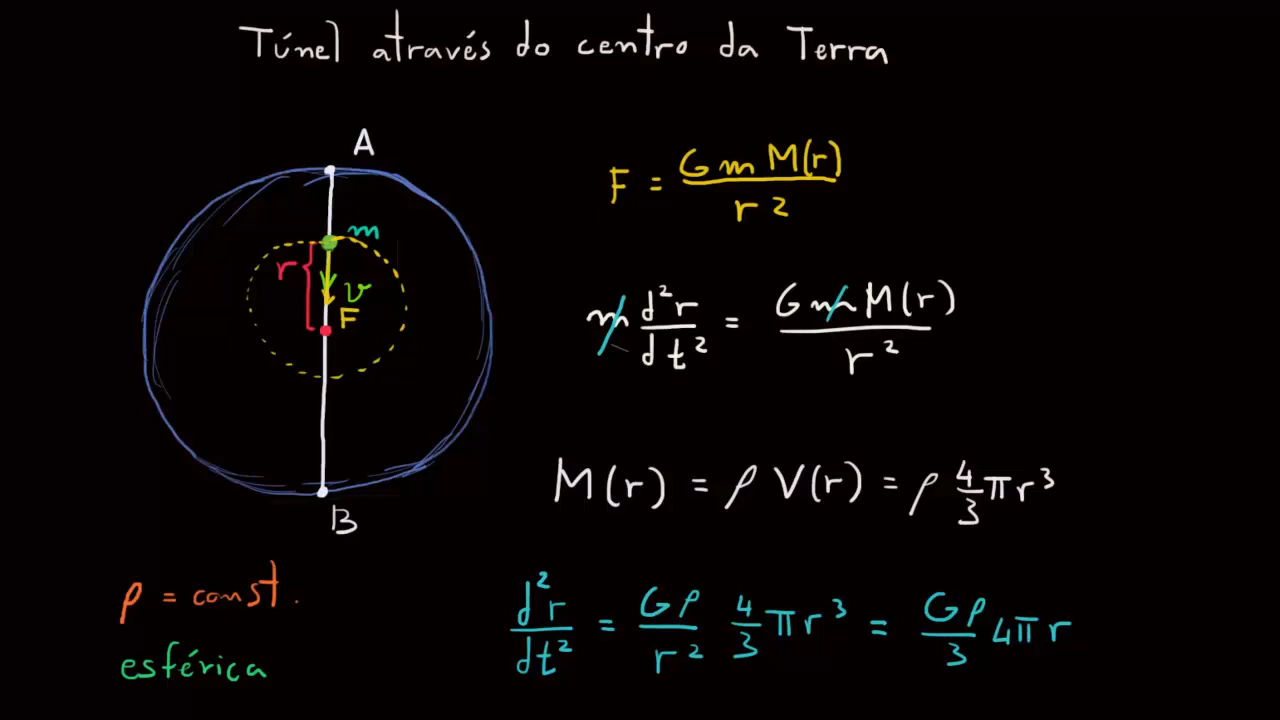 Túnel através do centro da Terra
A
F = G m M(r) / r²
m
r
v
F
m d²r/dt² = G m M(r) / r²
M(r) = ρ V(r) = ρ 4/3 π r³
B
ρ = const.
d²r/dt² = Gρ/r² 4/3 π r³ = Gρ/3 4π r
esférica